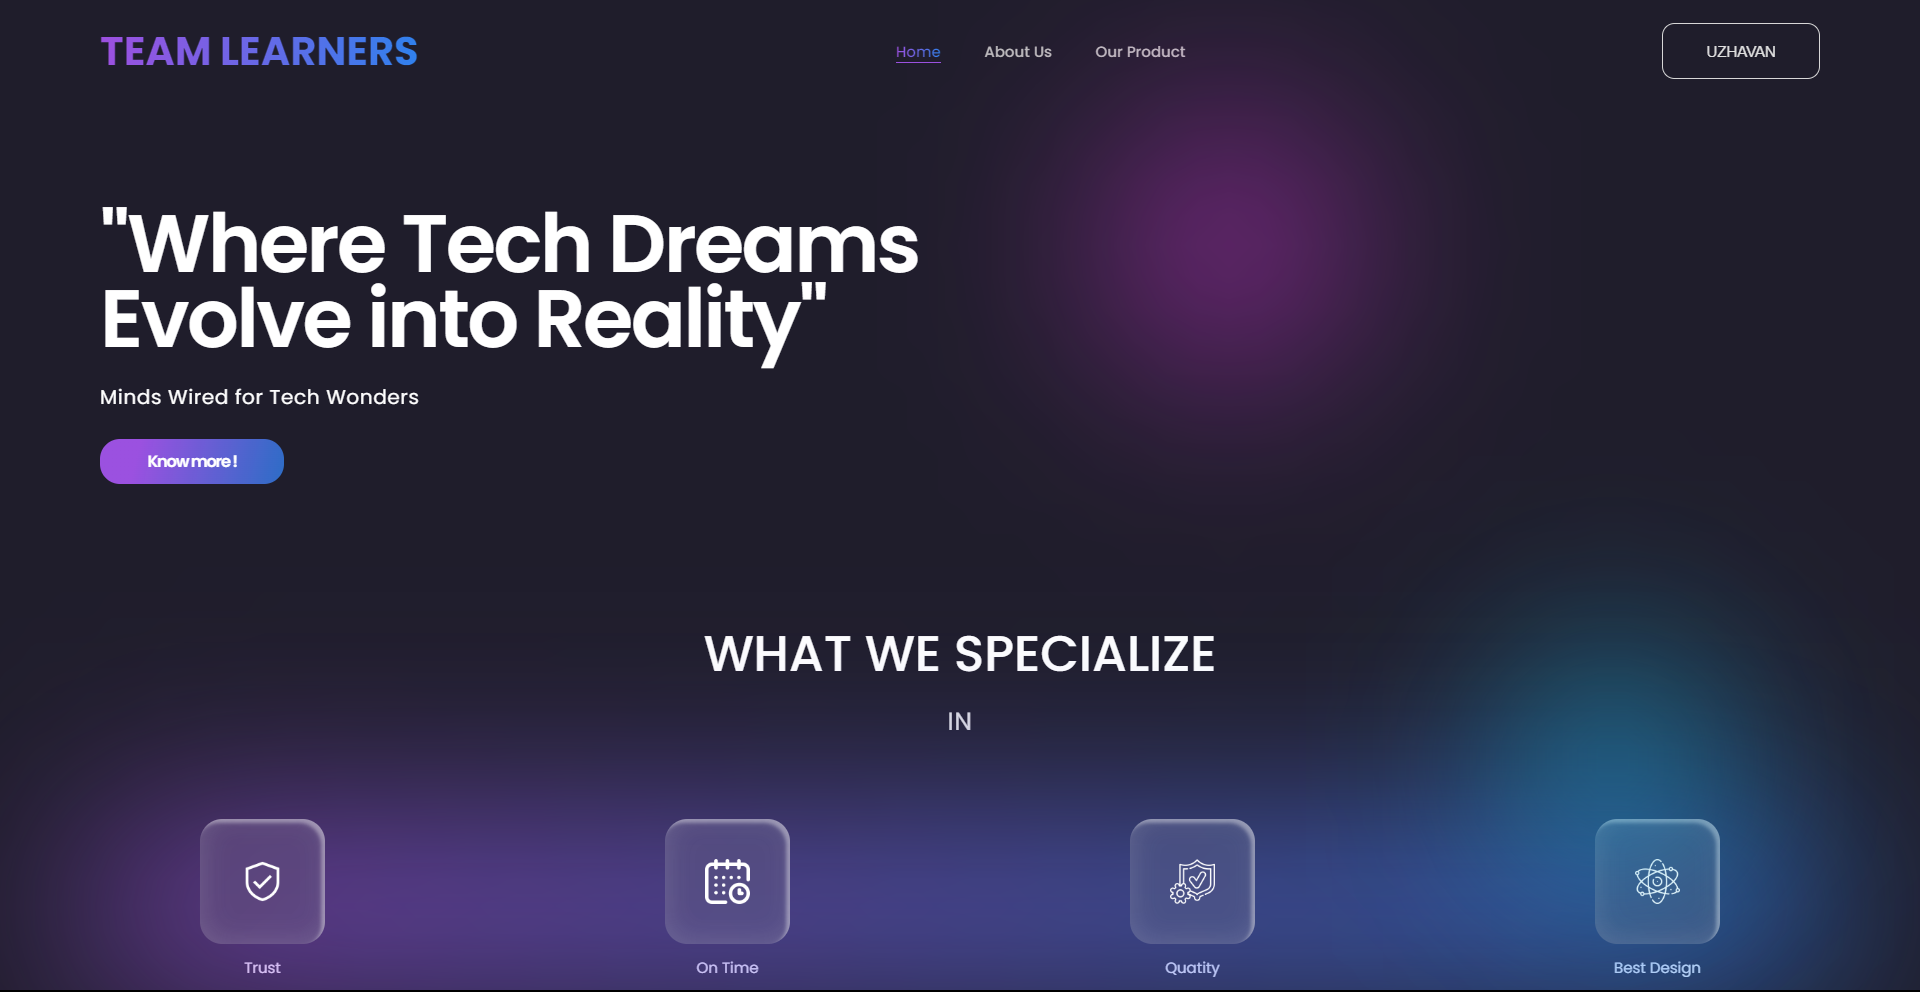 TEAM LEARNERS
Home
About Us
Our Product
UZHAVAN
"Where Tech Dreams
Evolve into Reality"
Minds Wired for Tech Wonders
Know more !
WHAT WE SPECIALIZE
IN
Trust
On Time
Quatity
Best Design